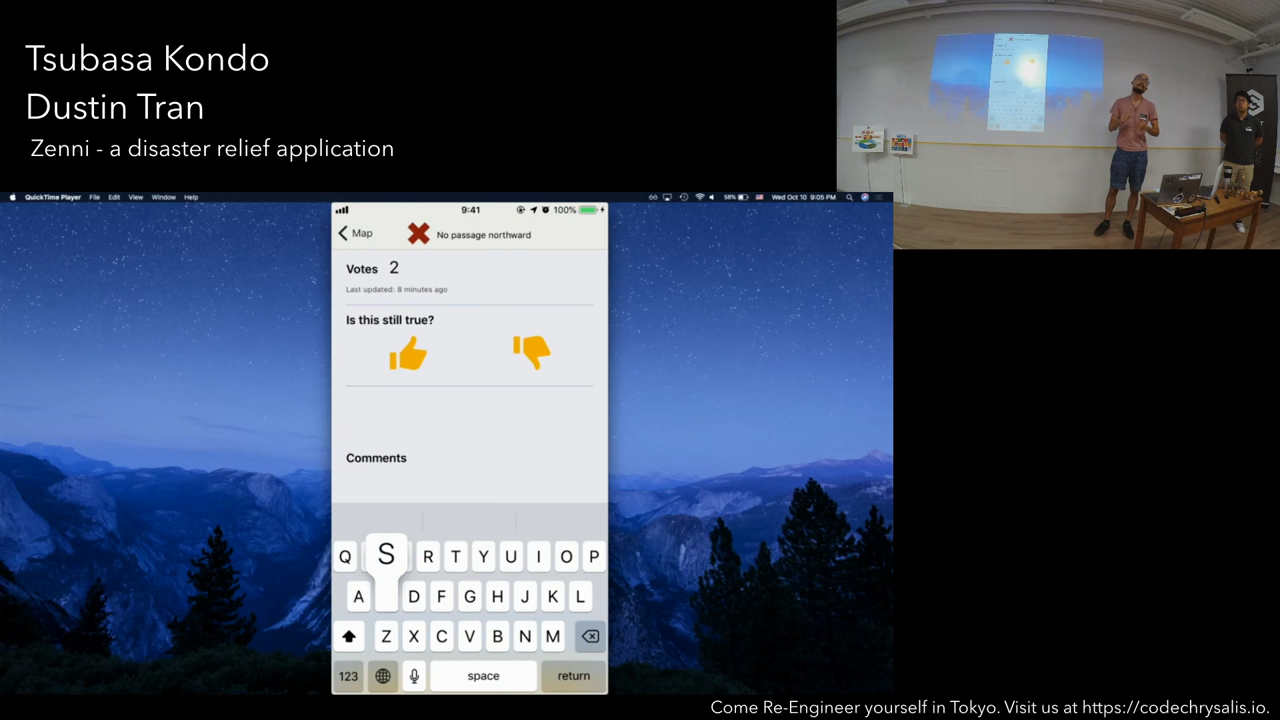 Tsubasa Kondo
Dustin Tran
Zenni - a disaster relief application
QuickTime Player File Edit View Window Help
58% Wed Oct 10 9:05 PM
9:41
100%
Map
No passage northward
Votes 2
Last updated: 8 minutes ago
Is this still true?
Comments
Q S R T Y U I O P
A D F G H J K L
Z X C V B N M
123 space return
Come Re-Engineer yourself in Tokyo. Visit us at https://codechrysalis.io.